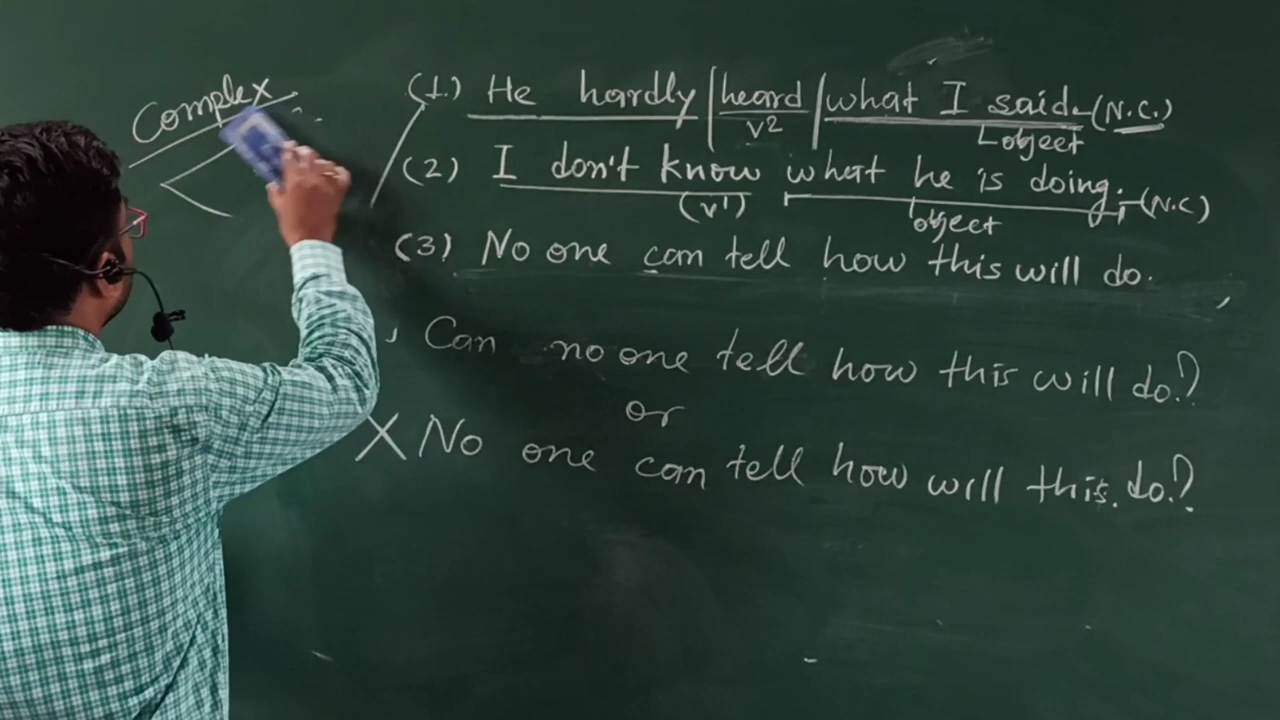 Complex
(1.) He hardly heard what I said - (N.C.)
v2 object
(2) I don't know what he is doing. - (N.C)
(v1) object
(3) No one can tell how this will do.
Can no one tell how this will do.?
or
X No one can tell how will this. do.?